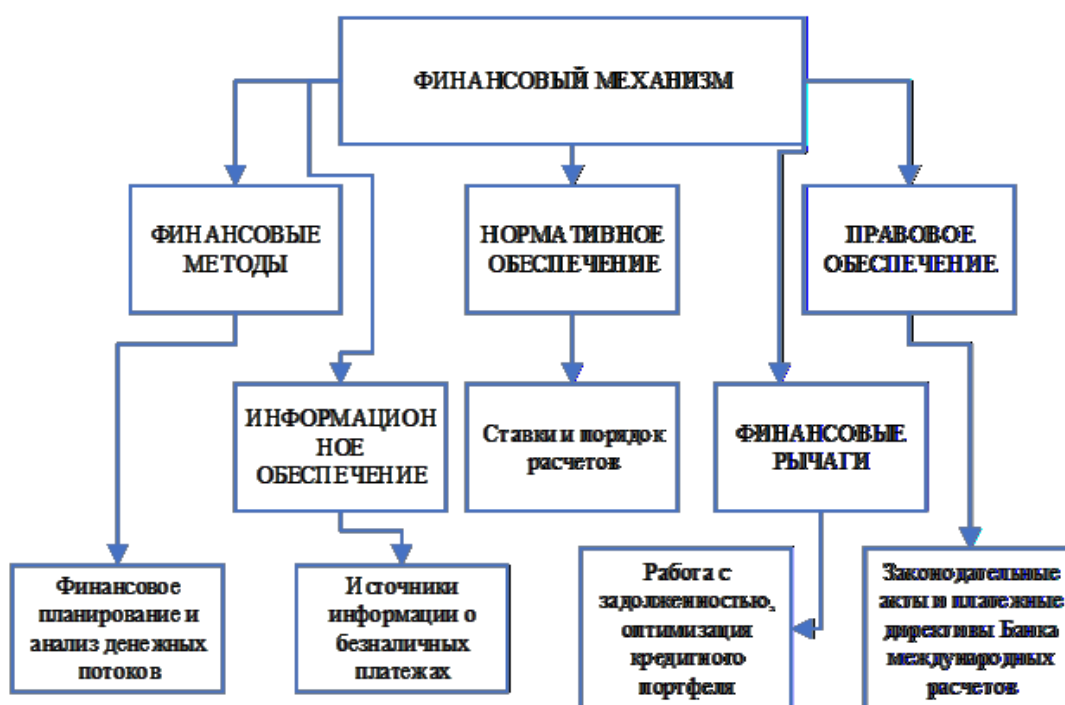 ФИНАНСОВЫЙ МЕХАНИЗМ
ФИНАНСОВЫЕ
МЕТОДЫ
НОРМАТИВНОЕ
ОБЕСПЕЧЕНИЕ
ПРАВОВОЕ
ОБЕСПЕЧЕНИЕ
ИНФОРМАЦИОН
НОЕ
ОБЕСПЕЧЕНИЕ
Ставки и порядок
расчетов
ФИНАНСОВЫЕ
РЫЧАГИ
Финансовое
планирование и
анализ денежных
потоков
Источники
информации о
безналичных
платежах
Работа с
задолженностью,
оптимизация
кредитного
портфеля
Законодательные
акты и платежные
директивы Банка
международных
расчетов